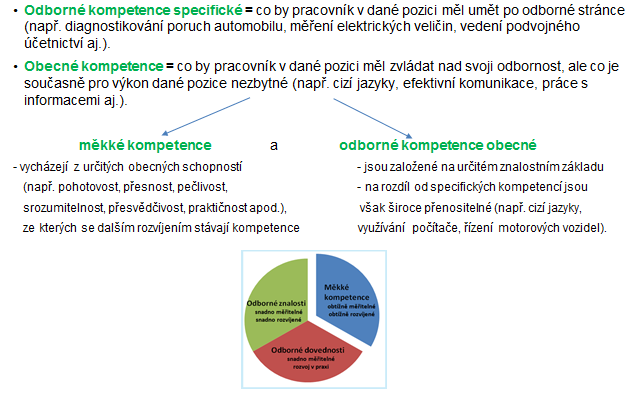 • Odborné kompetence specifické = co by pracovník v dané pozici měl umět po odborné stránce
(např. diagnostikování poruch automobilu, měření elektrických veličin, vedení podvojného
účetnictví aj.).
• Obecné kompetence = co by pracovník v dané pozici měl zvládat nad svoji odbornost, ale co je
současně pro výkon dané pozice nezbytné (např. cizí jazyky, efektivní komunikace, práce s
informacemi aj.).
měkké kompetence a odborné kompetence obecné
- vycházejí z určitých obecných schopností
(např. pohotovost, přesnost, pečlivost,
srozumitelnost, přesvědčivost, praktičnost apod.),
ze kterých se dalším rozvíjením stávají kompetence
- jsou založené na určitém znalostním základu
- na rozdíl od specifických kompetencí jsou
však široce přenositelné (např. cizí jazyky,
využívání počítače, řízení motorových vozidel).
Měkké
kompetence
obtížně měřitelné
obtížně rozvíjené
Odborné znalosti
snadno měřitelné
snadno rozvíjené
Odborné dovednosti
snadno měřitelné
rozvoj v praxi